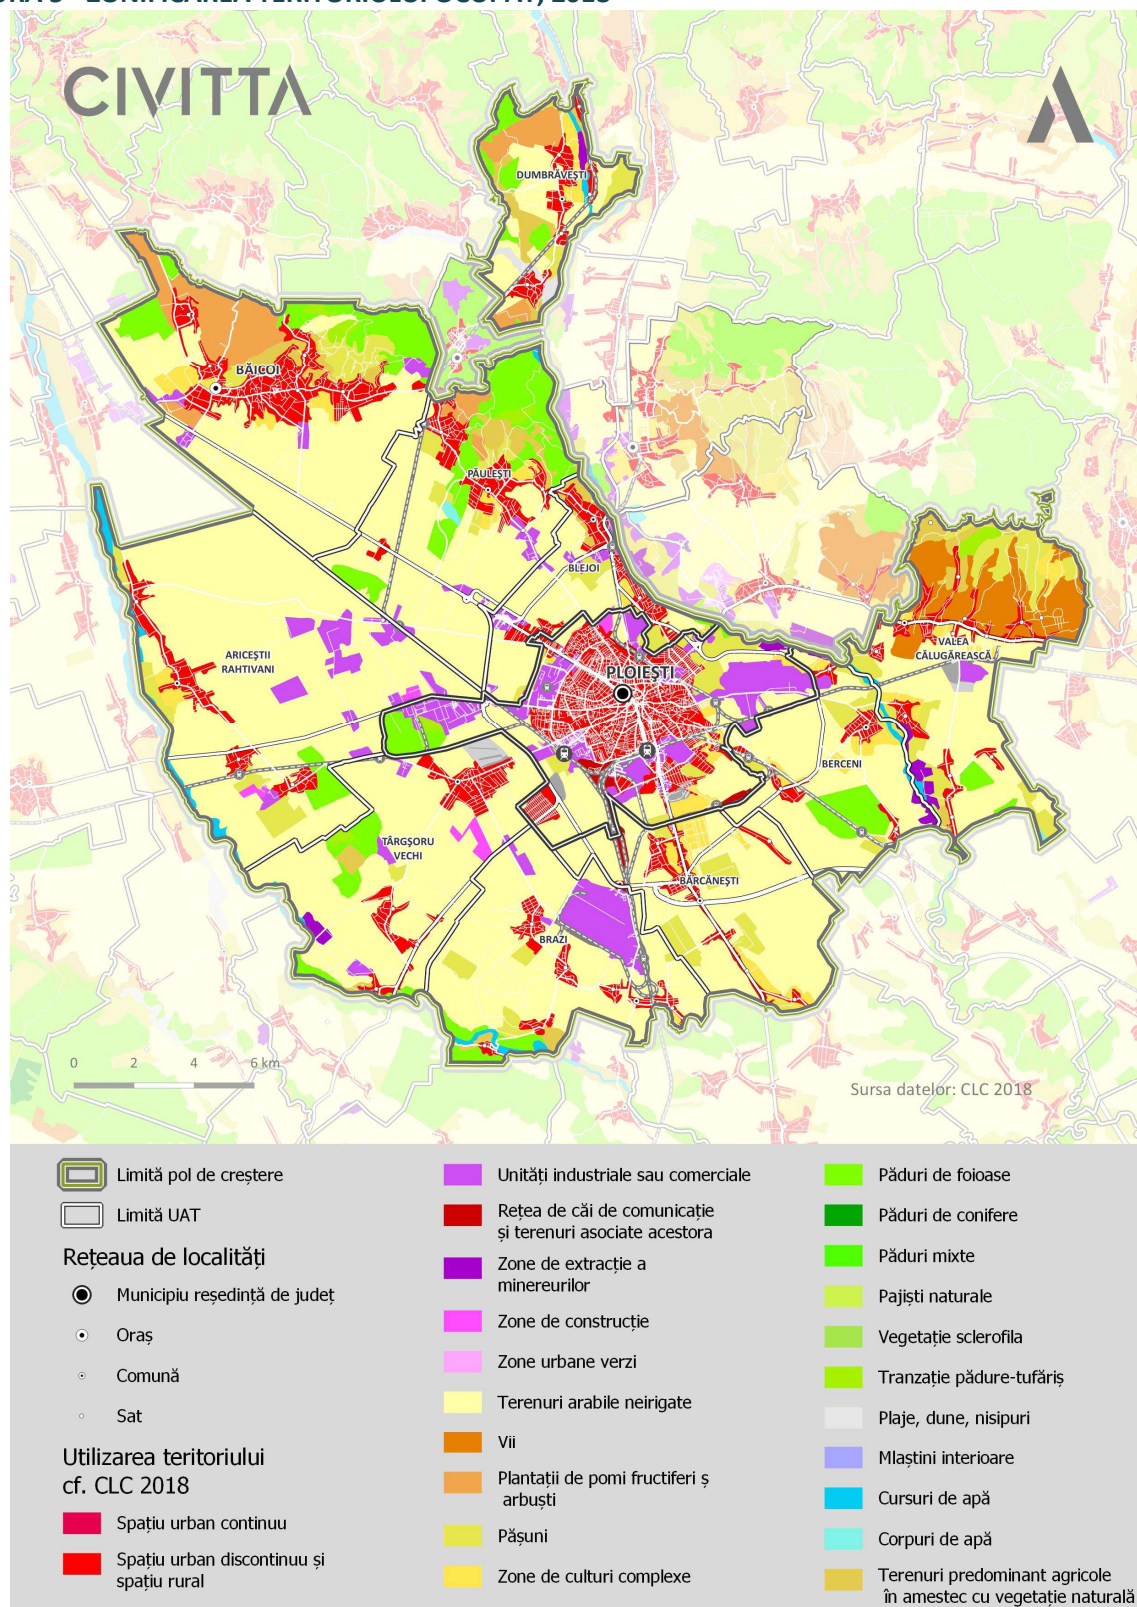 ZONIFICAREA TERITORIULUI OCUPAT, 2018
CIVITTA
DUMBRĂVEȘTI
BĂICOI
PĂULEȘTI
BLEJOI
ARICEȘTII
RAHTIVANI
PLOIEȘTI
VALEA
CĂLUGĂREASCĂ
BERCENI
TÂRGȘORU
VECHI
BĂRCĂNEȘTI
BRAZI
0 2 4 6 km
Sursa datelor: CLC 2018
Limită pol de creștere
Limită UAT
Rețeaua de localități
Municipiu reședință de județ
Oraș
Comună
Sat
Utilizarea teritoriului
cf. CLC 2018
Spațiu urban continuu
Spațiu urban discontinuu și
spațiu rural
Unități industriale sau comerciale
Rețea de căi de comunicație
și terenuri asociate acestora
Zone de extracție a
minereurilor
Zone de construcție
Zone urbane verzi
Terenuri arabile neirigate
Vii
Plantații de pomi fructiferi ș
arbuști
Pășuni
Zone de culturi complexe
Păduri de foioase
Păduri de conifere
Păduri mixte
Pajiști naturale
Vegetație sclerofila
Tranzație pădure-tufăriș
Plaje, dune, nisipuri
Mlaștini interioare
Cursuri de apă
Corpuri de apă
Terenuri predominant agricole
în amestec cu vegetație naturală